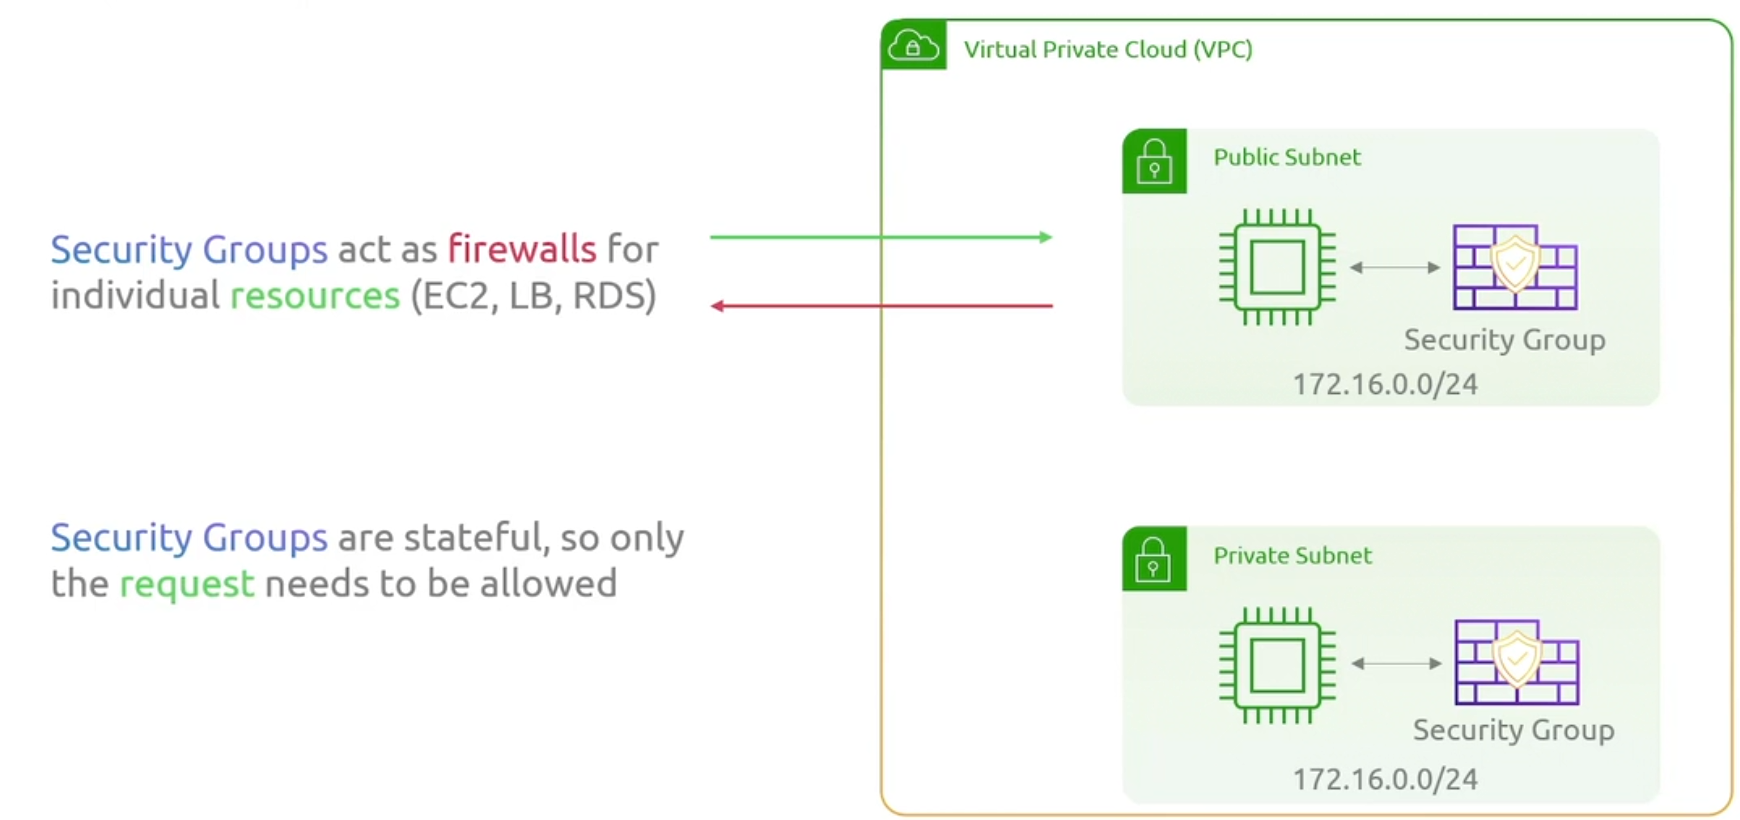 Virtual Private Cloud (VPC)
Public Subnet
Security Groups act as firewalls for
individual resources (EC2, LB, RDS)
Security Group
172.16.0.0/24
Security Groups are stateful, so only
the request needs to be allowed
Private Subnet
Security Group
172.16.0.0/24